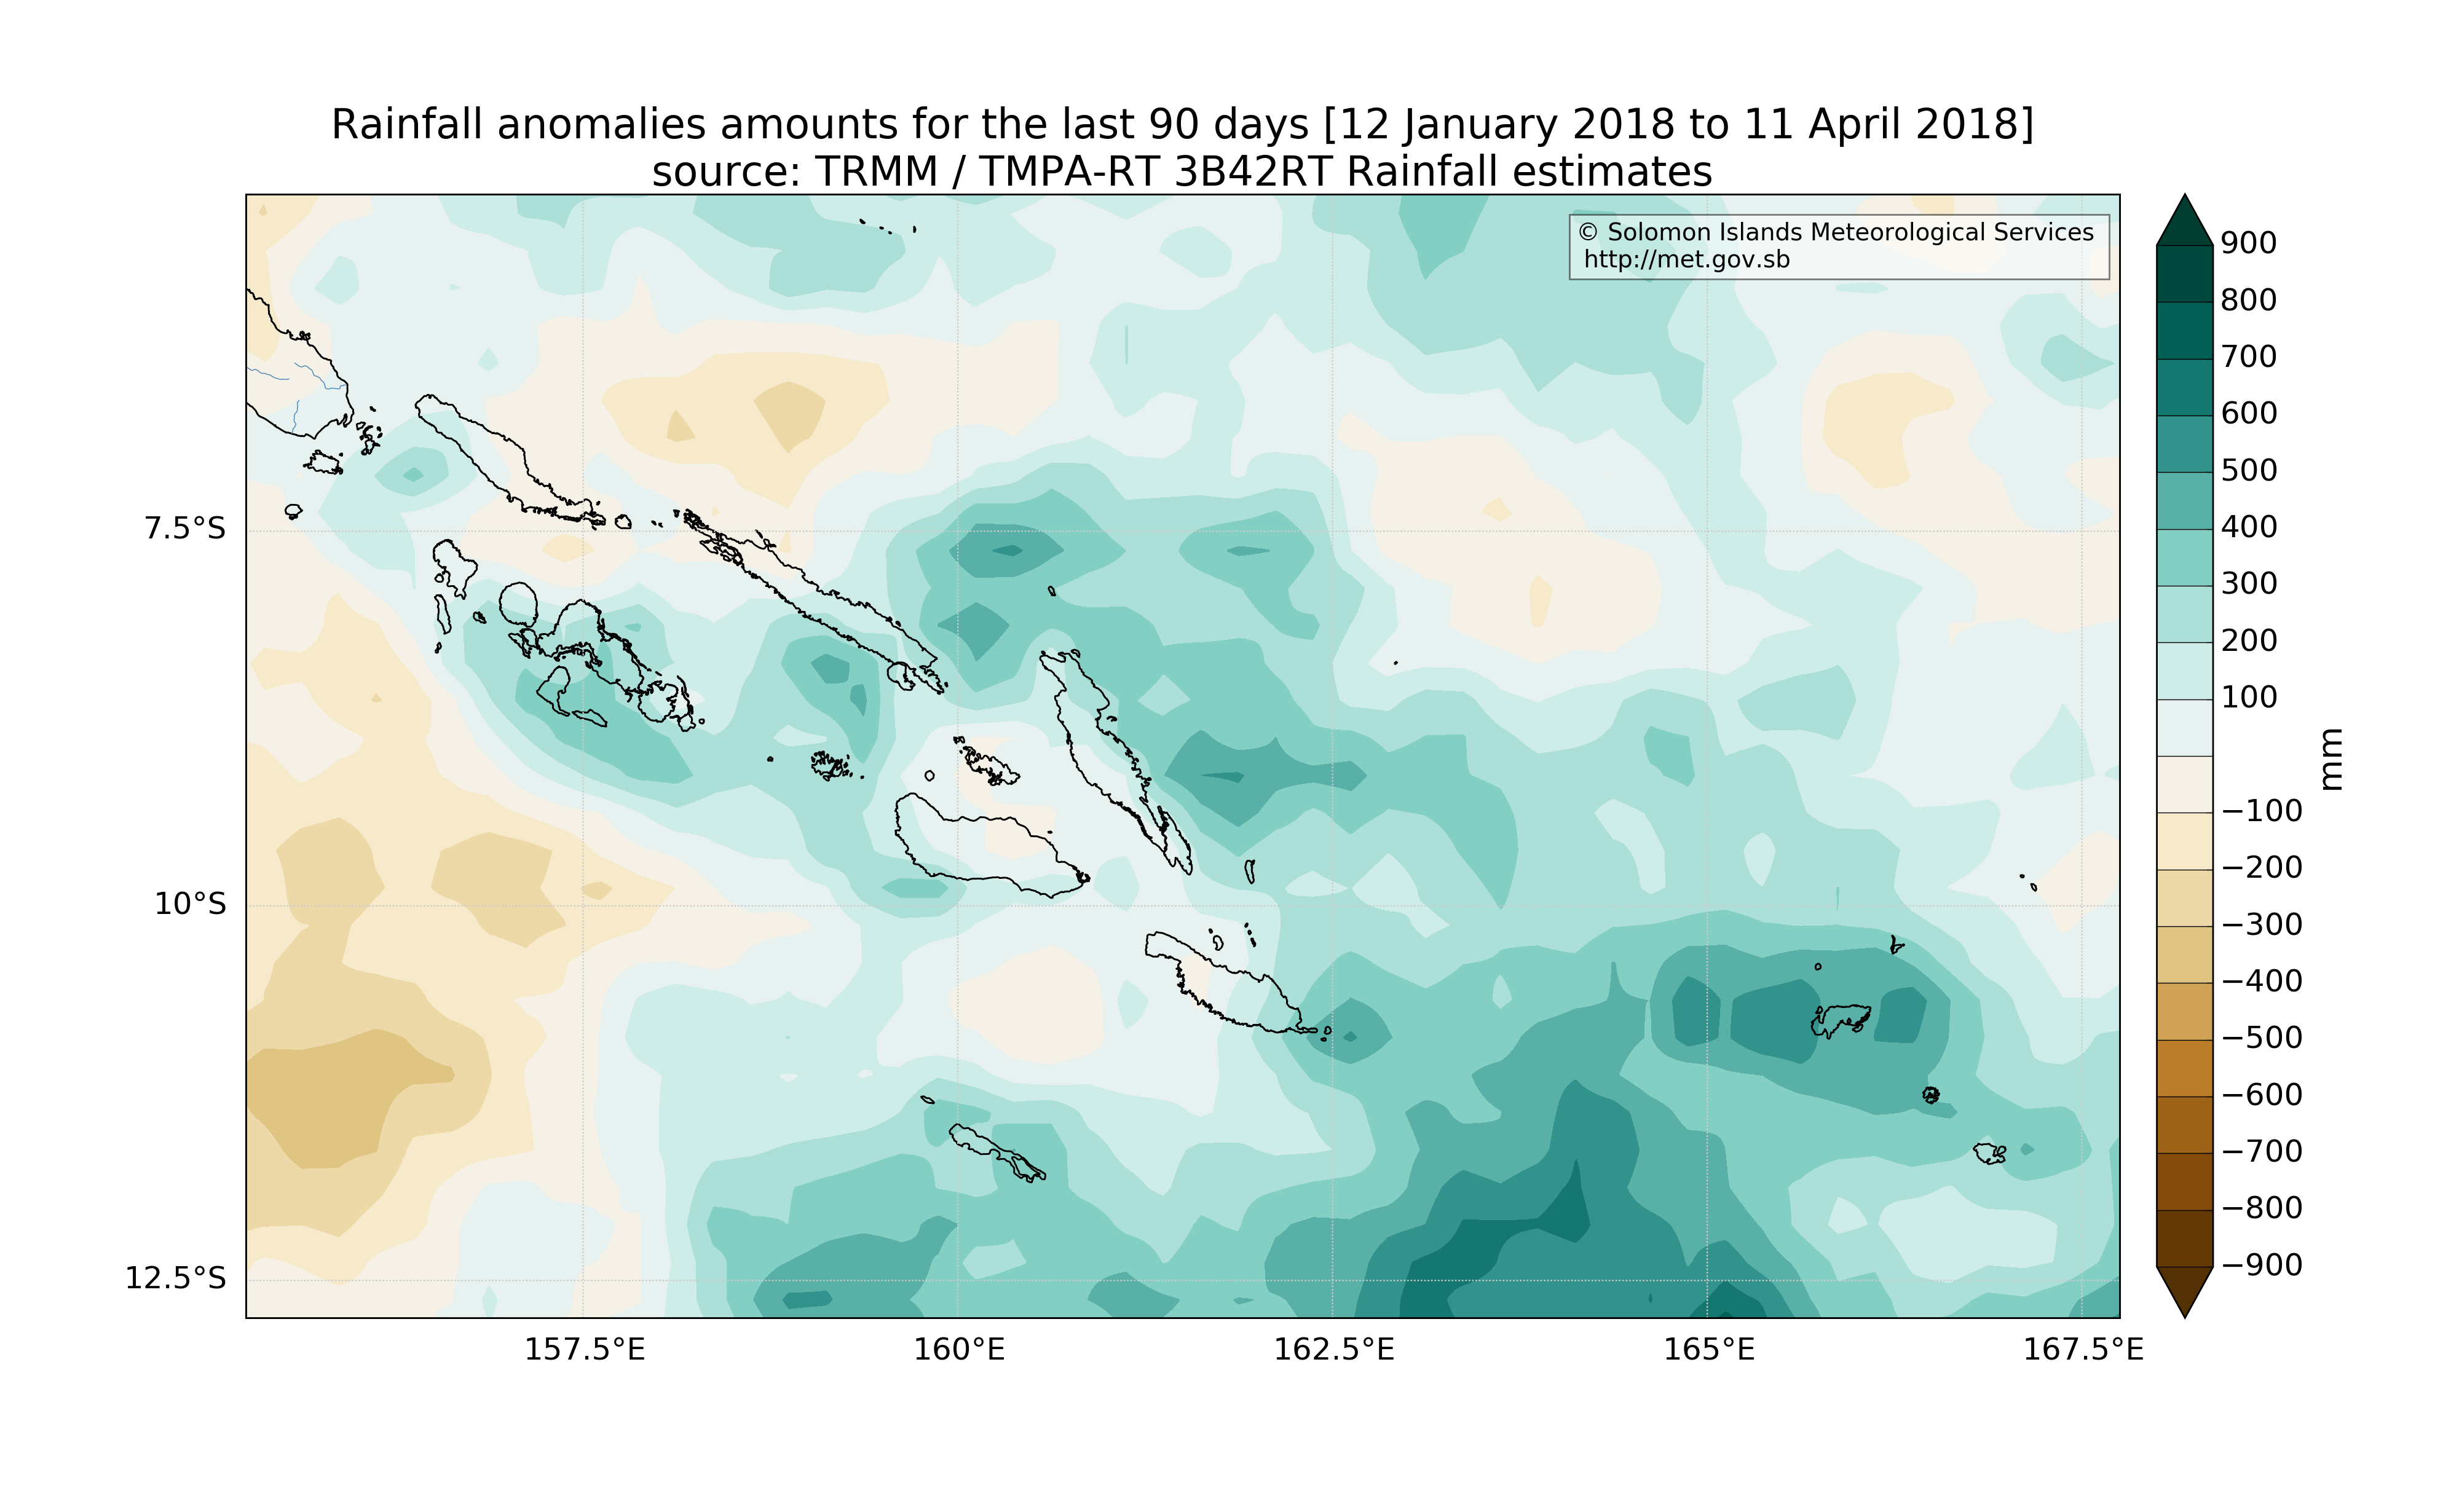 Rainfall anomalies amounts for the last 90 days [12 January 2018 to 11 April 2018]
source: TRMM / TMPA-RT 3B42RT Rainfall estimates
© Solomon Islands Meteorological Services
http://met.gov.sb
7.5°S
10°S
12.5°S
157.5°E
160°E
162.5°E
165°E
167.5°E
900
800
700
600
500
400
300
200
100
−100
−200
−300
−400
−500
−600
−700
−800
−900
mm